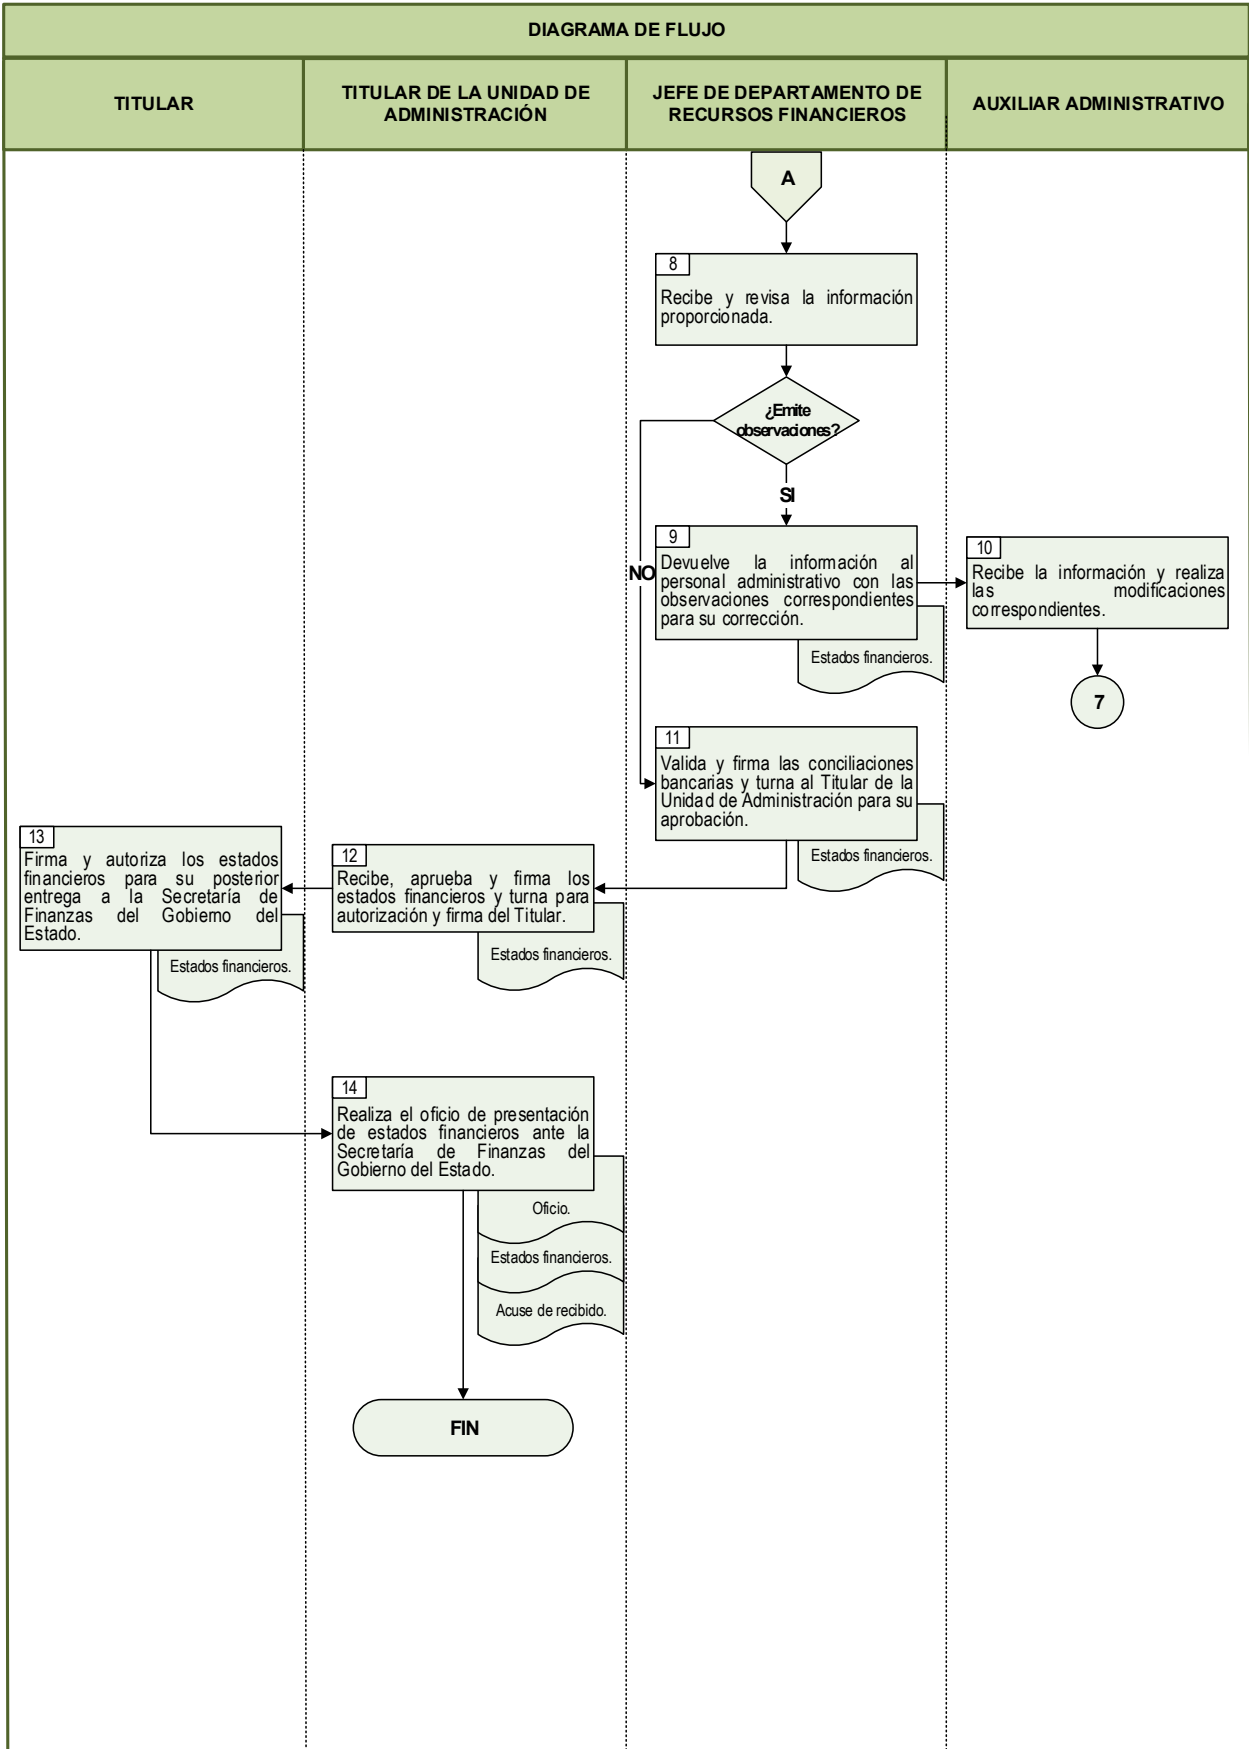 DIAGRAMA DE FLUJO
TITULAR
TITULAR DE LA UNIDAD DE
ADMINISTRACIÓN
JEFE DE DEPARTAMENTO DE
RECURSOS FINANCIEROS
AUXILIAR ADMINISTRATIVO
A
8
Recibe y revisa la información
proporcionada.
¿Emite
observaciones?
SI
NO
9
Devuelve la información al
personal administrativo con las
observaciones correspondientes
para su corrección.
Estados financieros.
10
Recibe la información y realiza
las modificaciones
correspondientes.
7
11
Valida y firma las conciliaciones
bancarias y turna al Titular de la
Unidad de Administración para su
aprobación.
Estados financieros.
12
Recibe, aprueba y firma los
estados financieros y turna para
autorización y firma del Titular.
Estados financieros.
13
Firma y autoriza los estados
financieros para su posterior
entrega a la Secretaría de
Finanzas del Gobierno del
Estado.
Estados financieros.
14
Realiza el oficio de presentación
de estados financieros ante la
Secretaría de Finanzas del
Gobierno del Estado.
Oficio.
Estados financieros.
Acuse de recibido.
FIN